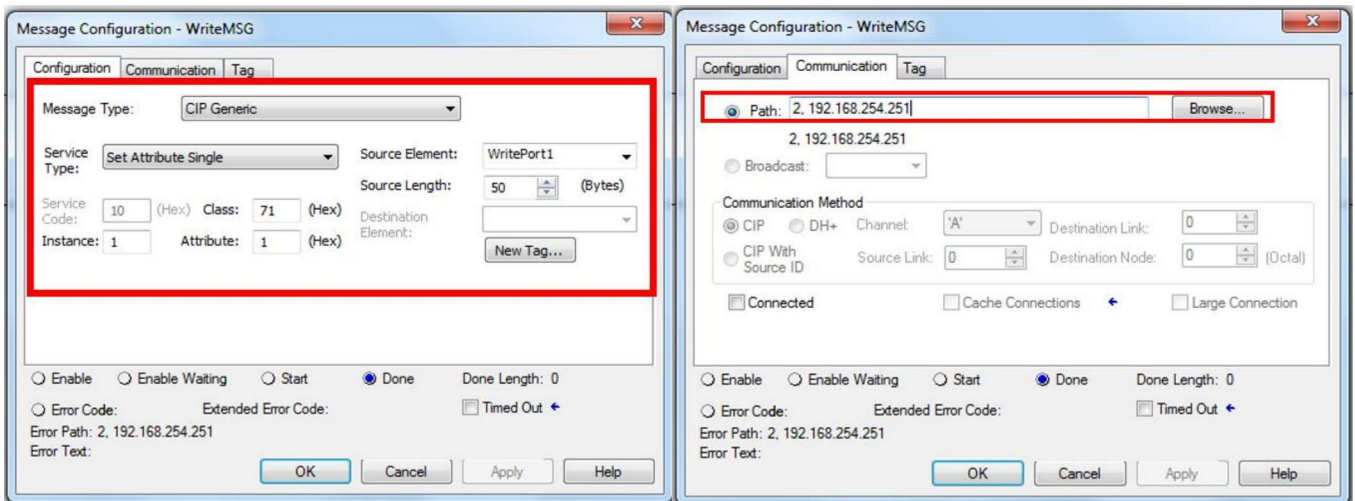 Message Configuration - WriteMSG
Configuration Communication Tag
Message Type: CIP Generic
Service Type: Set Attribute Single
Source Element: WritePort1
Source Length: 50 (Bytes)
Service Code: 10 (Hex) Class: 71 (Hex)
Destination Element:
Instance: 1 Attribute: 1 (Hex)
New Tag...
Enable Enable Waiting Start Done Done Length: 0
Error Code: Extended Error Code: Timed Out
Error Path: 2, 192.168.254.251
Error Text:
OK Cancel Apply Help
Message Configuration - WriteMSG
Configuration Communication Tag
Path: 2, 192.168.254.251 Browse...
2, 192.168.254.251
Broadcast:
Communication Method
CIP DH+ Channel: 'A' Destination Link: 0
CIP With Source ID Source Link: 0 Destination Node: 0 (Octal)
Connected Cache Connections Large Connection
Enable Enable Waiting Start Done Done Length: 0
Error Code: Extended Error Code: Timed Out
Error Path: 2, 192.168.254.251
Error Text:
OK Cancel Apply Help